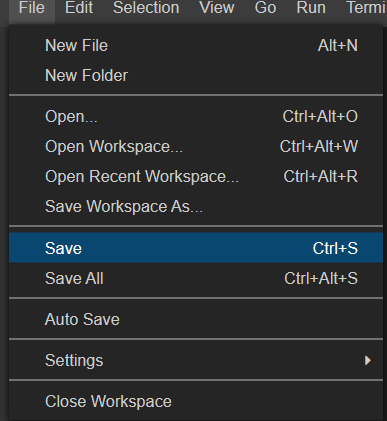 File Edit Selection View Go Run Termi
New File Alt+N
New Folder
Open... Ctrl+Alt+O
Open Workspace... Ctrl+Alt+W
Open Recent Workspace... Ctrl+Alt+R
Save Workspace As...
Save Ctrl+S
Save All Ctrl+Alt+S
Auto Save
Settings
Close Workspace